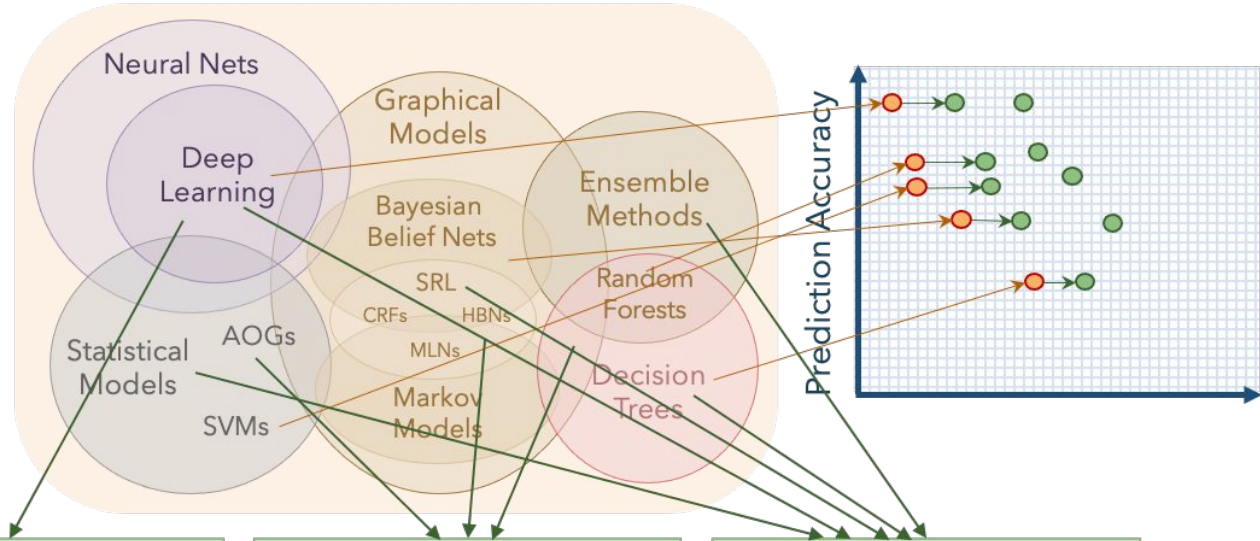 Neural Nets
Graphical
Models
Deep
Learning
Ensemble
Methods
Bayesian
Belief Nets
SRL
Random
Forests
CRFs
HBNs
AOGs
Statistical
Models
MLNs
Decision
Trees
Markov
Models
SVMs
Prediction Accuracy